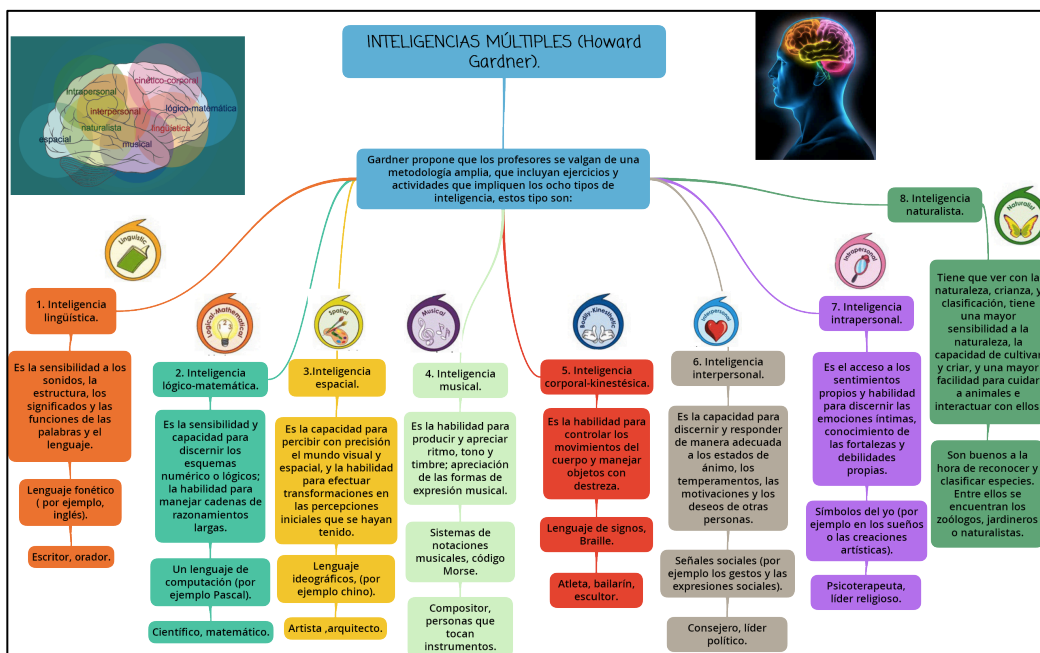 INTELIGENCIAS MÚLTIPLES (Howard
Gardner).
cinético-corporal
intrapersonal
lógico-matemática
interpersonal
naturalista
lingüística
espacial
musical
Gardner propone que los profesores se valgan de una
metodología amplia, que incluyan ejercicios y
actividades que impliquen los ocho tipos de
inteligencia, estos tipo son:
Linguistic
1. Inteligencia
lingüística.
Es la sensibilidad a los
sonidos, la
estructura, los
significados y las
funciones de las
palabras y el
lenguaje.
Lenguaje fonético
( por ejemplo,
inglés).
Escritor, orador.
Logical-Mathematical
2. Inteligencia
lógico-matemática.
Es la sensibilidad y
capacidad para
discernir los
esquemas
numérico o lógicos;
la habilidad para
manejar cadenas de
razonamientos
largas.
Un lenguaje de
computación (por
ejemplo Pascal).
Científico, matemático.
Spatial
3.Inteligencia
espacial.
Es la capacidad para
percibir con precisión
el mundo visual y
espacial, y la habilidad
para efectuar
transformaciones en
las percepciones
iniciales que se hayan
tenido.
Lenguaje
ideográficos, (por
ejemplo chino).
Artista ,arquitecto.
Musical
4. Inteligencia
musical.
Es la habilidad para
producir y apreciar
ritmo, tono y
timbre; apreciación
de las formas de
expresión musical.
Sistemas de
notaciones
musicales, código
Morse.
Compositor,
personas que
tocan
instrumentos.
Bodily-Kinesthetic
5. Inteligencia
corporal-kinestésica.
Es la habilidad para
controlar los
movimientos del
cuerpo y manejar
objetos con
destreza.
Lenguaje de signos,
Braille.
Atleta, bailarín,
escultor.
Interpersonal
6. Inteligencia
interpersonal.
Es la capacidad para
discernir y responder
de manera adecuada
a los estados de
ánimo, los
temperamentos, las
motivaciones y los
deseos de otras
personas.
Señales sociales (por
ejemplo los gestos y las
expresiones sociales).
Consejero, líder
político.
Intrapersonal
7. Inteligencia
intrapersonal.
Es el acceso a los
sentimientos
propios y habilidad
para discernir las
emociones íntimas,
conocimiento de
las fortalezas y
debilidades
propias.
Símbolos del yo (por
ejemplo en los sueños
o las creaciones
artísticas).
Psicoterapeuta,
líder religioso.
8. Inteligencia
naturalista.
Naturalist
Tiene que ver con la
naturaleza, crianza, y
clasificación, tiene
una mayor
sensibilidad a la
naturaleza, la
capacidad de cultivar
y criar, y una mayor
facilidad para cuidar
a animales e
interactuar con ellos
Son buenos a la
hora de reconocer y
clasificar especies.
Entre ellos se
encuentran los
zoólogos, jardineros
o naturalistas.